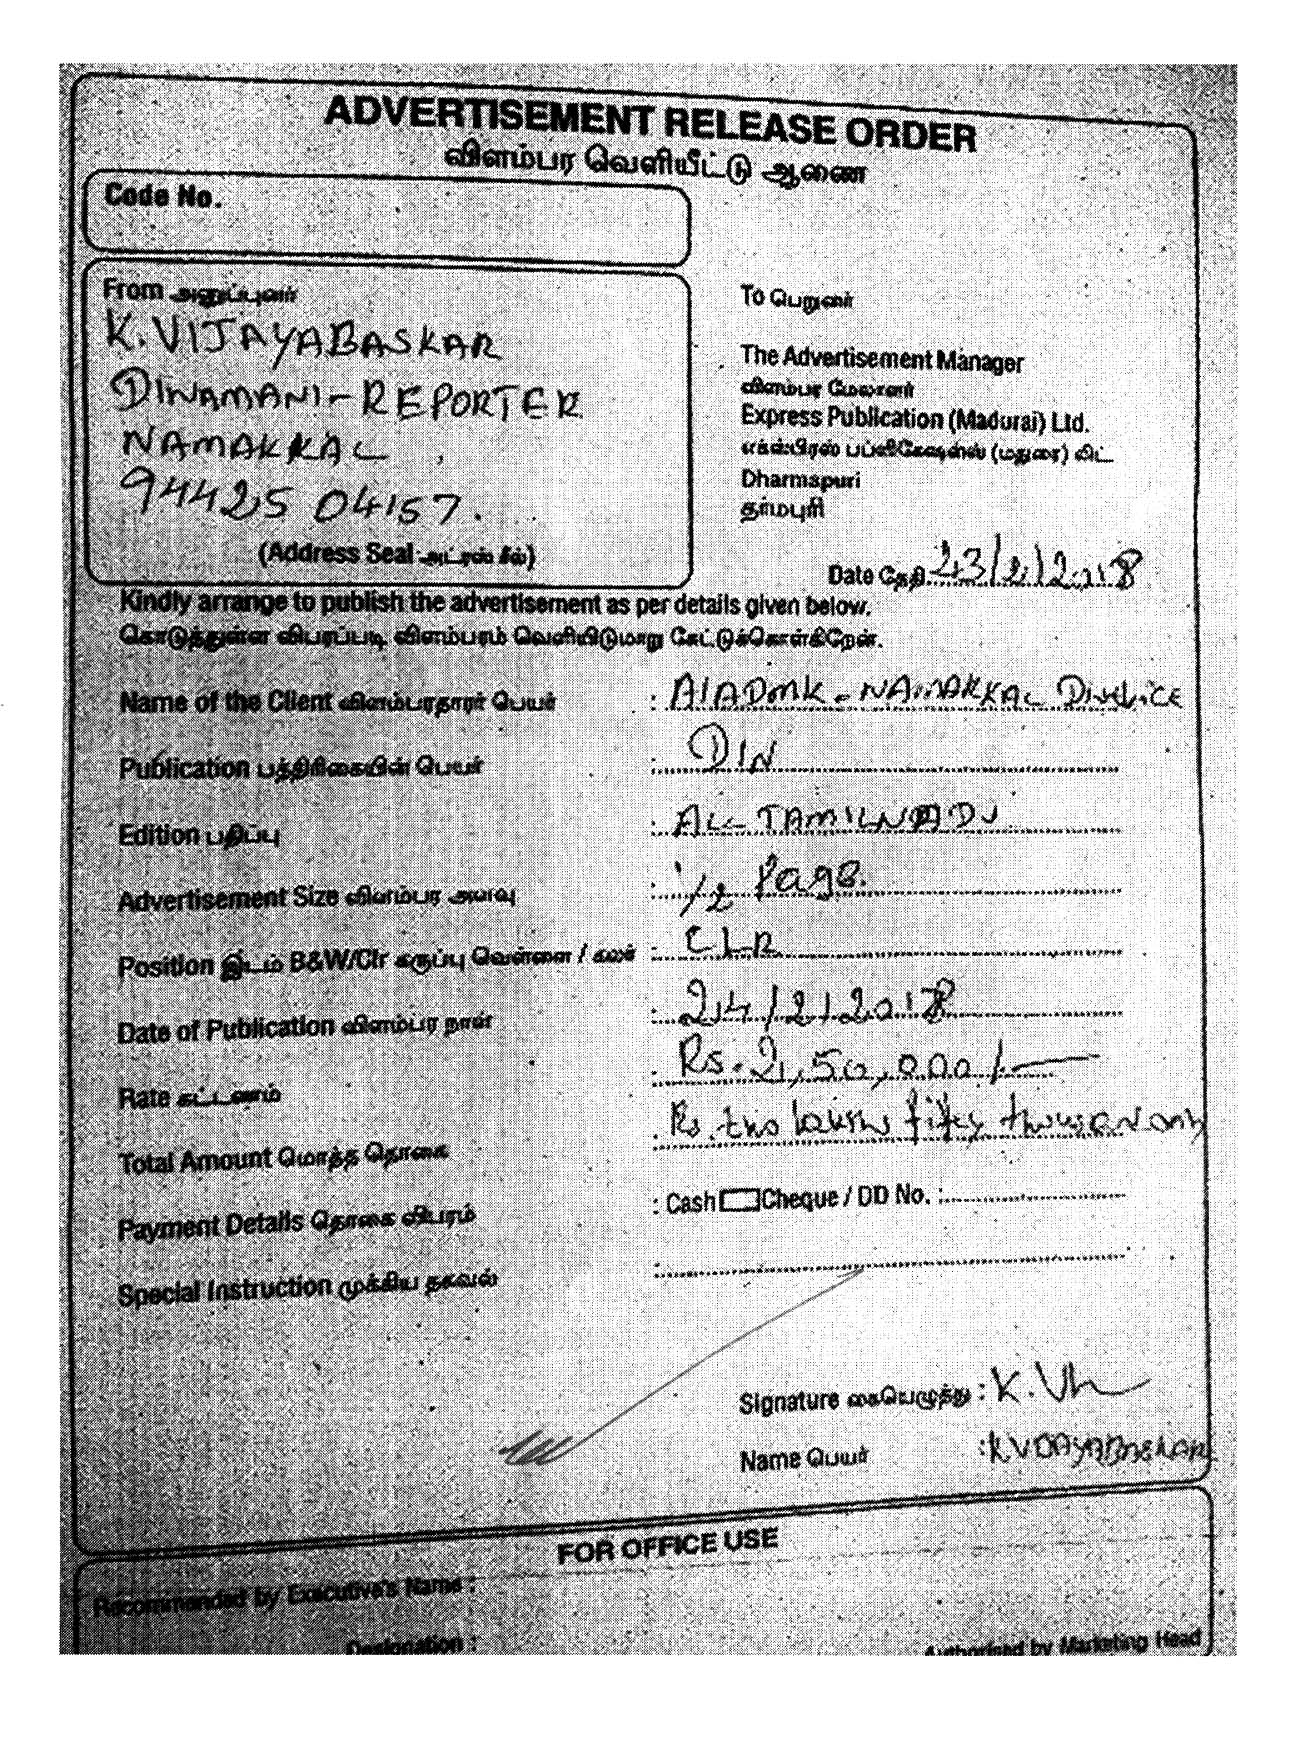 ADVERTISEMENT RELEASE ORDER
விளம்பர வெளியீட்டு ஆணை
Code No.
From அனுப்புனர்
K. VIJAYABASKAR
DINAMANI - REPORTER
NAMAKKAL
94425 04157.
(Address Seal அட்ரஸ் சீல்)
To பெறுனர்
The Advertisement Manager
விளம்பர மேலாளர்
Express Publication (Madurai) Ltd.
எக்ஸ்பிரஸ் பப்ளிகேஷன்ஸ் (மதுரை) லிட்
Dharmapuri
தர்மபுரி
Date தேதி 23/2/2018
Kindly arrange to publish the advertisement as per details given below.
கொடுத்துள்ள விபரப்படி விளம்பரம் வெளியிடுமாறு கேட்டுக்கொள்கிறேன்.
Name of the Client விளம்பரதாரர் பெயர் : AIADMK - NAMAKKAL
Publication பத்திரிகையின் பெயர் : DIN
Edition பதிப்பு : ALL TAMILNADU
Advertisement Size விளம்பர அளவு : 1/2 Page.
Position இடம் B&W/Clr கருப்பு வெள்ளை / கலர் : CLR
Date of Publication விளம்பர நாள் : 24/2/2018
Rate கட்டணம் : Rs. 2,50,000/-
Total Amount மொத்த தொகை : Rs. two lakhs fifty thousand only
Payment Details தொகை விபரம் : Cash Cheque / DD No. :
Special Instruction முக்கிய தகவல் :
Signature கையெழுத்து :
Name பெயர் :
FOR OFFICE USE
Recommended by Executive's Name :
Designation :
Authorised by Marketing Head